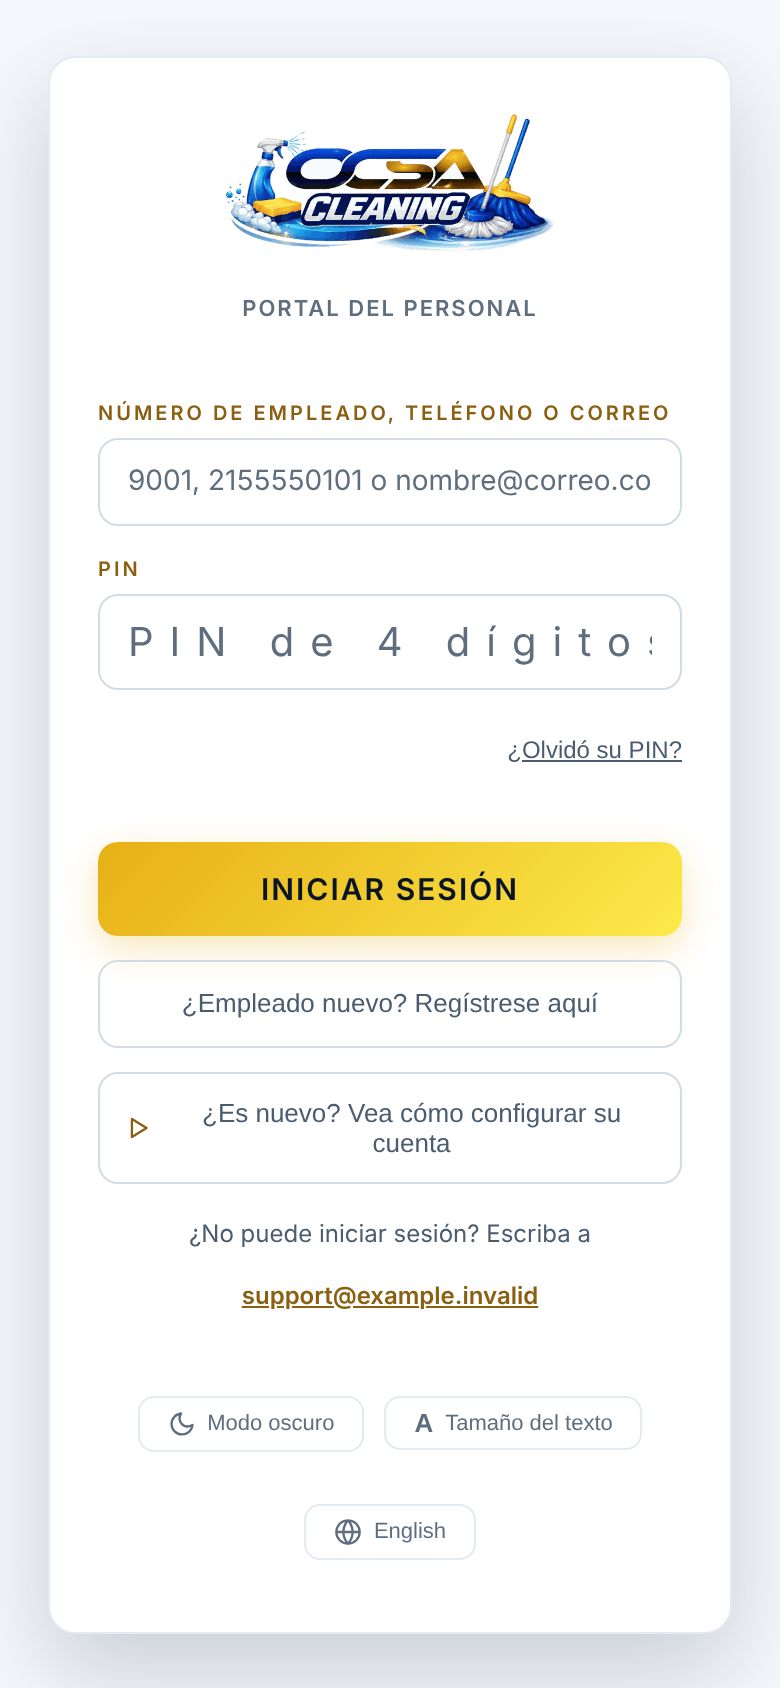 OCSA
CLEANING
PORTAL DEL PERSONAL
NÚMERO DE EMPLEADO, TELÉFONO O CORREO
9001, 2155550101 o nombre@correo.co
PIN
PIN de 4 dígitos
¿Olvidó su PIN?
INICIAR SESIÓN
¿Empleado nuevo? Regístrese aquí
¿Es nuevo? Vea cómo configurar su
cuenta
¿No puede iniciar sesión? Escriba a
support@example.invalid
Modo oscuro
A Tamaño del texto
English